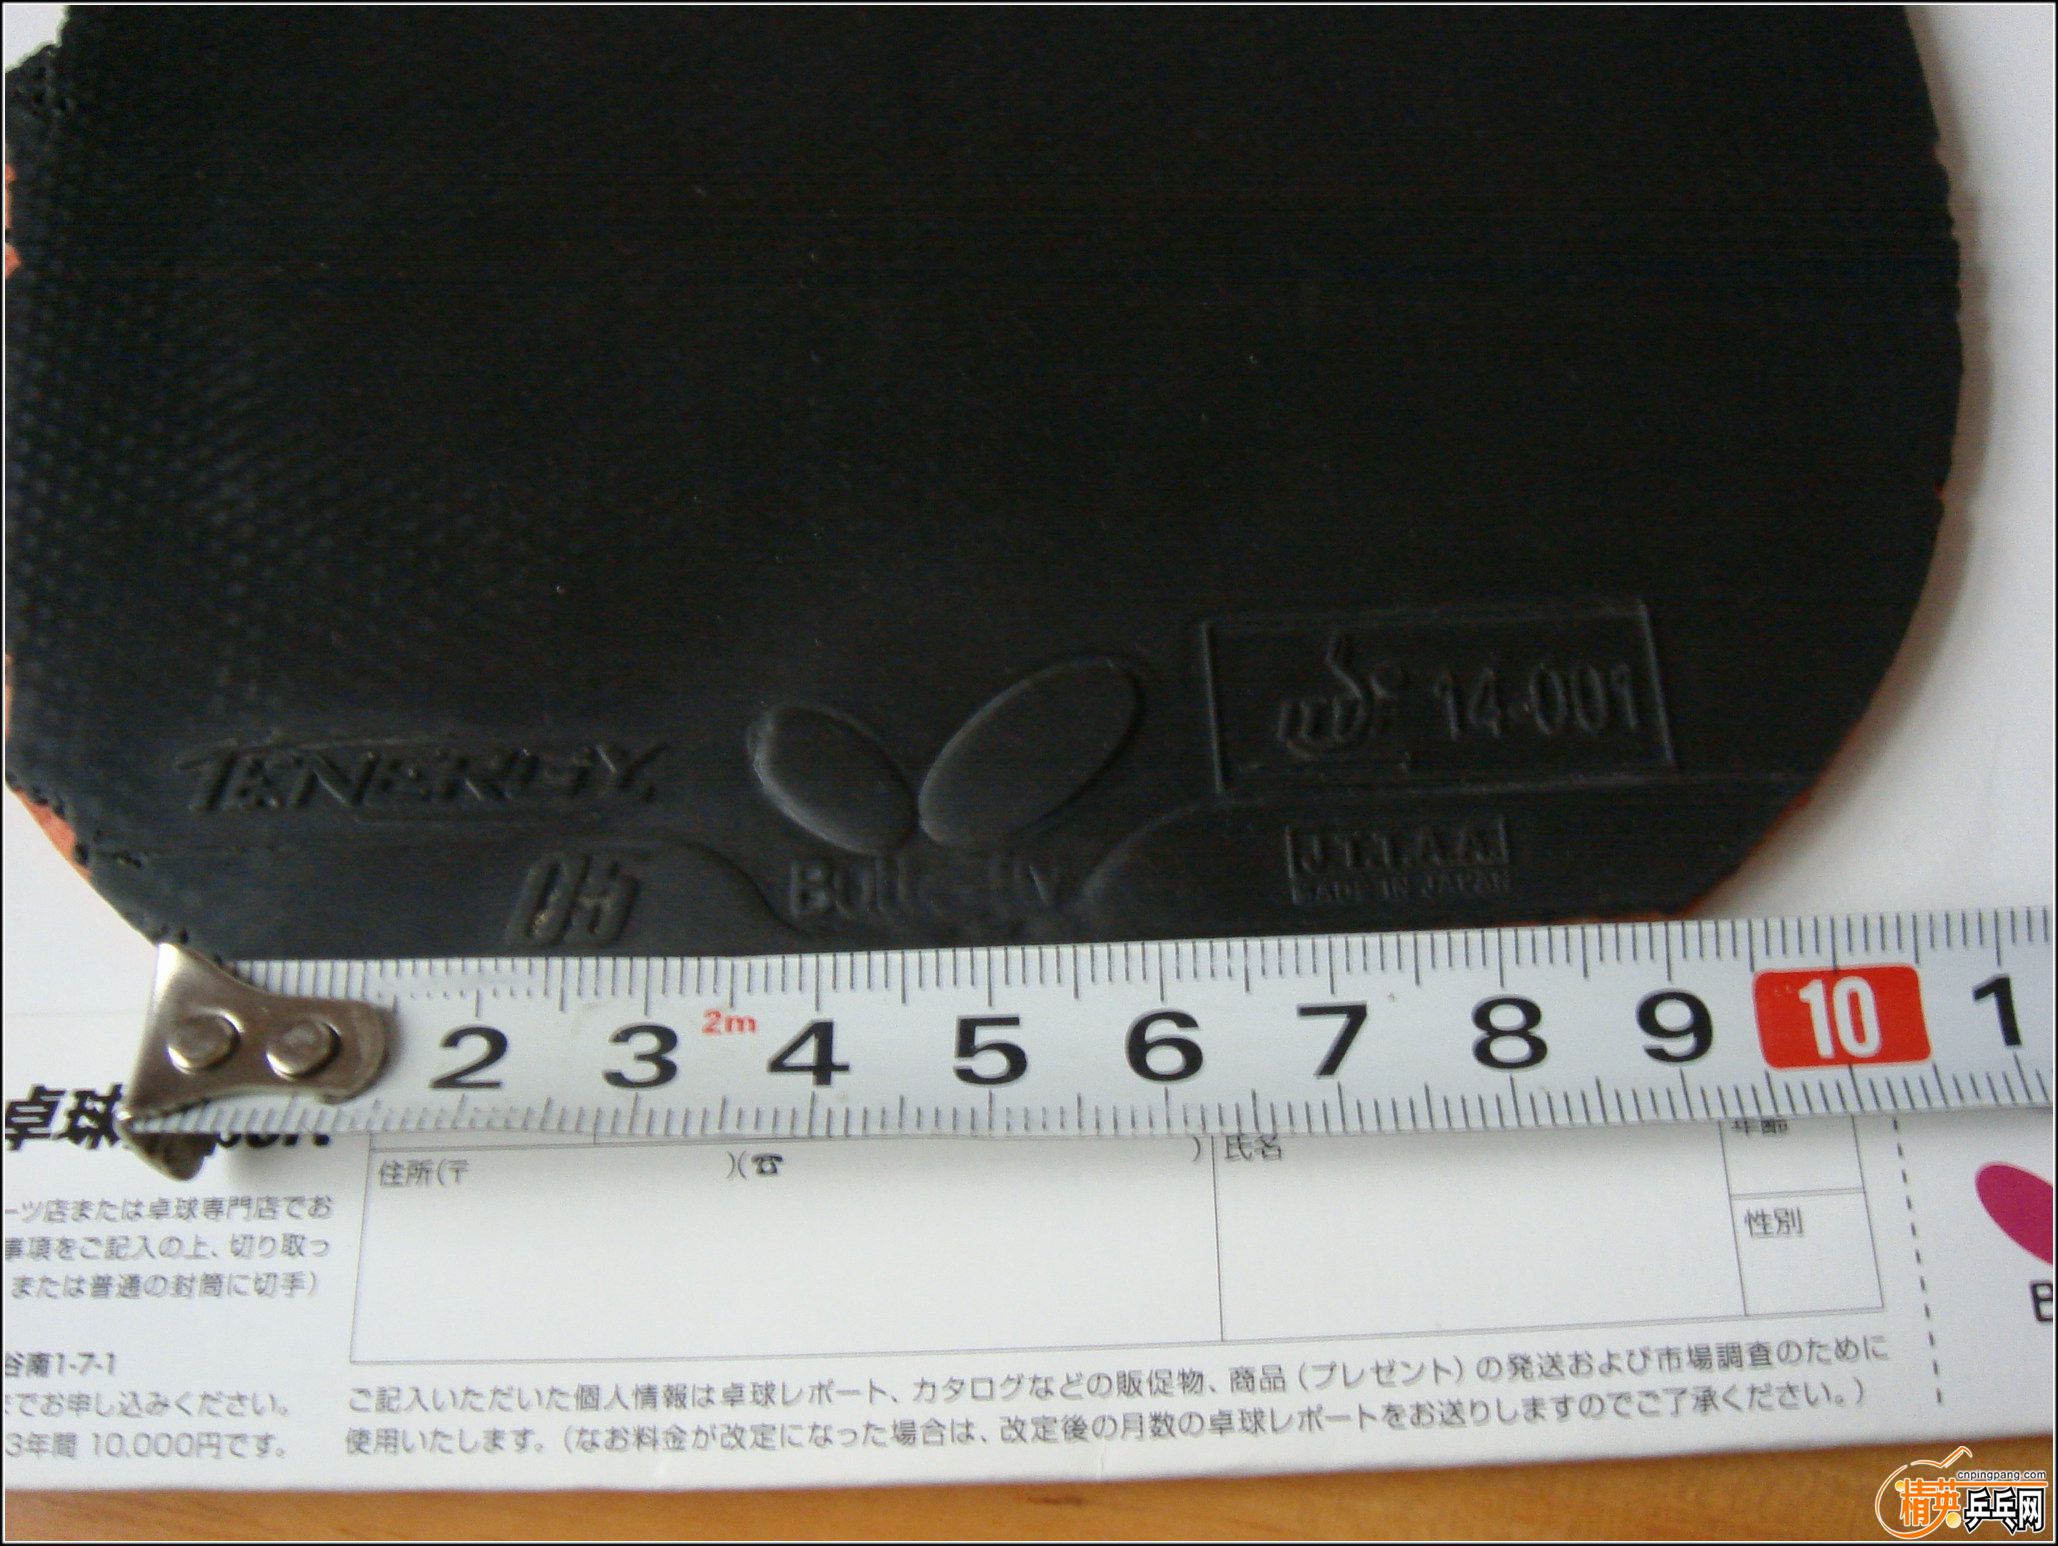 TENERGY
05
Butterfly
ITTF 14-001
J.T.T.A.A.
MADE IN JAPAN
2 3 2m 4 5 6 7 8 9 10 1
卓球
住所(〒 )(☎ )
氏名
年齢
性別
ーツ店または卓球専門店でお
事項をご記入の上、切り取っ
または普通の封筒に切手)
谷南1-7-1
でお申し込みください。
3年間 10,000円です。
ご記入いただいた個人情報は卓球レポート、カタログなどの販促物、商品(プレゼント)の発送および市場調査のために
使用いたします。(なお料金が改定になった場合は、改定後の月数の卓球レポートをお送りしますのでご了承ください。)
B
cnpingpang.com
精英乒乓网